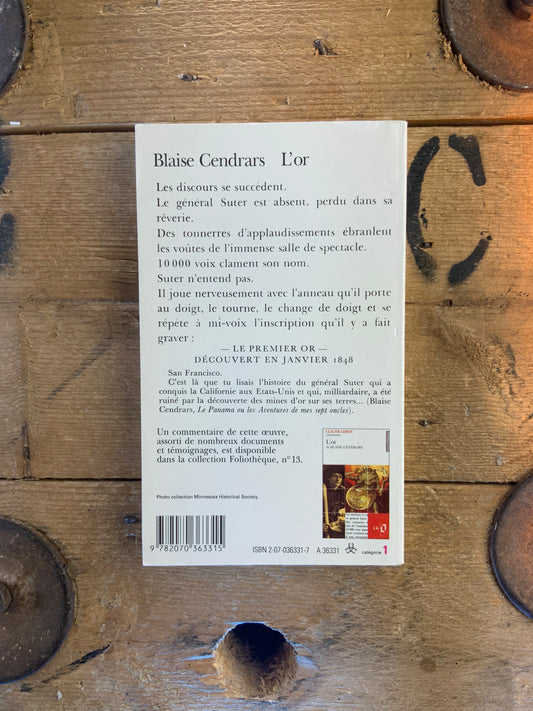 Blaise Cendrars L'or
Les discours se succèdent.
Le général Suter est absent, perdu dans sa
rêverie.
Des tonnerres d'applaudissements ébranlent
les voûtes de l'immense salle de spectacle.
10 000 voix clament son nom.
Suter n'entend pas.
Il joue nerveusement avec l'anneau qu'il porte
au doigt, le tourne, le change de doigt et se
répète à mi-voix l'inscription qu'il y a fait
graver :
— LE PREMIER OR —
DÉCOUVERT EN JANVIER 1848
San Francisco.
C'est là que tu lisais l'histoire du général Suter qui a
conquis la Californie aux Etats-Unis et qui, milliardaire, a été
ruiné par la découverte des mines d'or sur ses terres... (Blaise
Cendrars, Le Panama ou les Aventures de mes sept oncles).
Un commentaire de cette œuvre,
assorti de nombreux documents
et témoignages, est disponible
dans la collection Foliothèque, n° 13.
CLAUDE LEROY
L'or
de BLAISE CENDRARS
Photo collection Minnesota Historical Society.
9 782070 363315
ISBN 2-07-036331-7 A 36331
catégorie 1
C